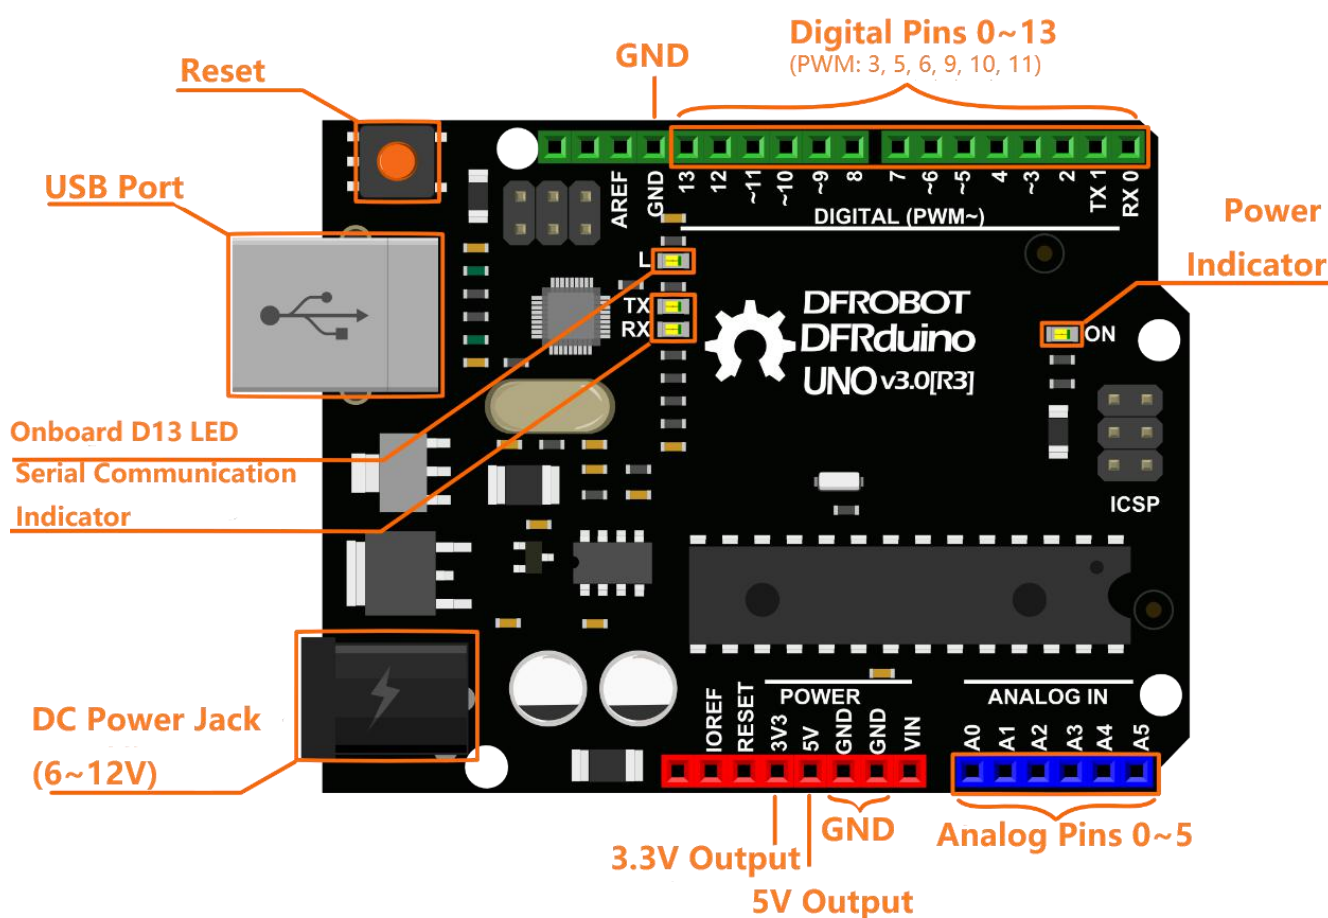 Digital Pins 0~13
(PWM: 3, 5, 6, 9, 10, 11)
GND
Reset
USB Port
AREF
GND
13
12
~11
~10
~9
8
7
~6
~5
4
~3
2
TX 1
RX 0
DIGITAL (PWM~)
Power
Indicator
L
TX
RX
DFROBOT
DFRduino
UNO v3.0[R3]
ON
Onboard D13 LED
Serial Communication
Indicator
ICSP
DC Power Jack
(6~12V)
POWER
ANALOG IN
IOREF
RESET
3V3
5V
GND
GND
VIN
A0
A1
A2
A3
A4
A5
GND
Analog Pins 0~5
3.3V Output
5V Output